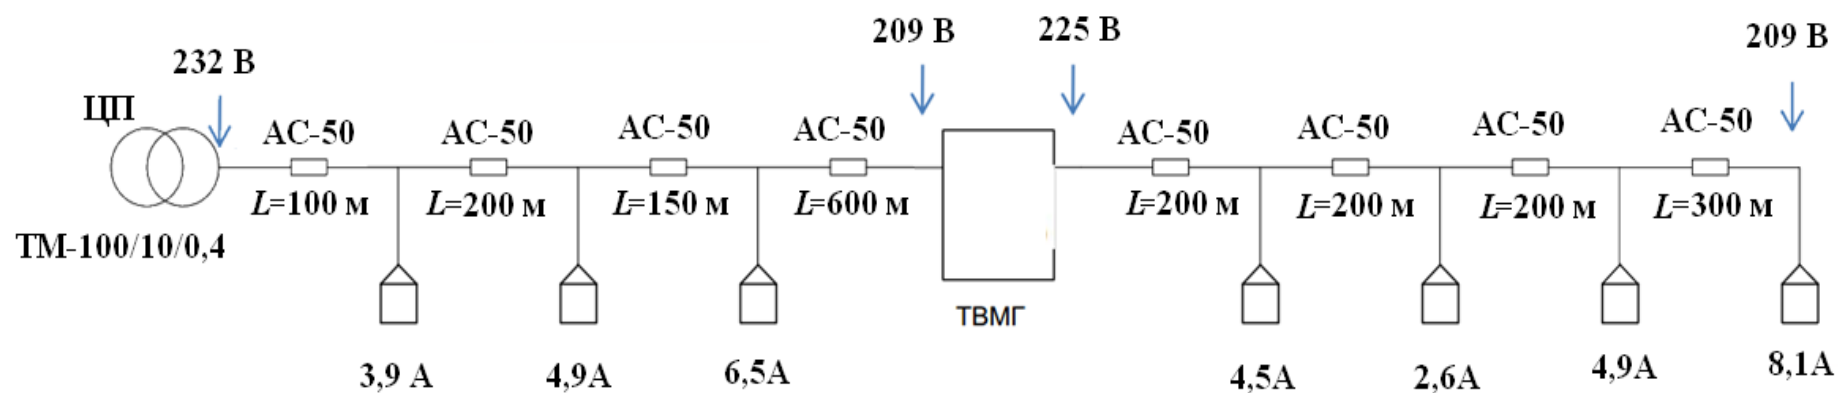 209 В
225 В
209 В
232 В
ЦП
АС-50
АС-50
АС-50
АС-50
АС-50
АС-50
АС-50
АС-50
L=100 м
L=200 м
L=150 м
L=600 м
L=200 м
L=200 м
L=200 м
L=300 м
ТМ-100/10/0,4
ТВМГ
3,9 А
4,9А
6,5А
4,5А
2,6А
4,9А
8,1А